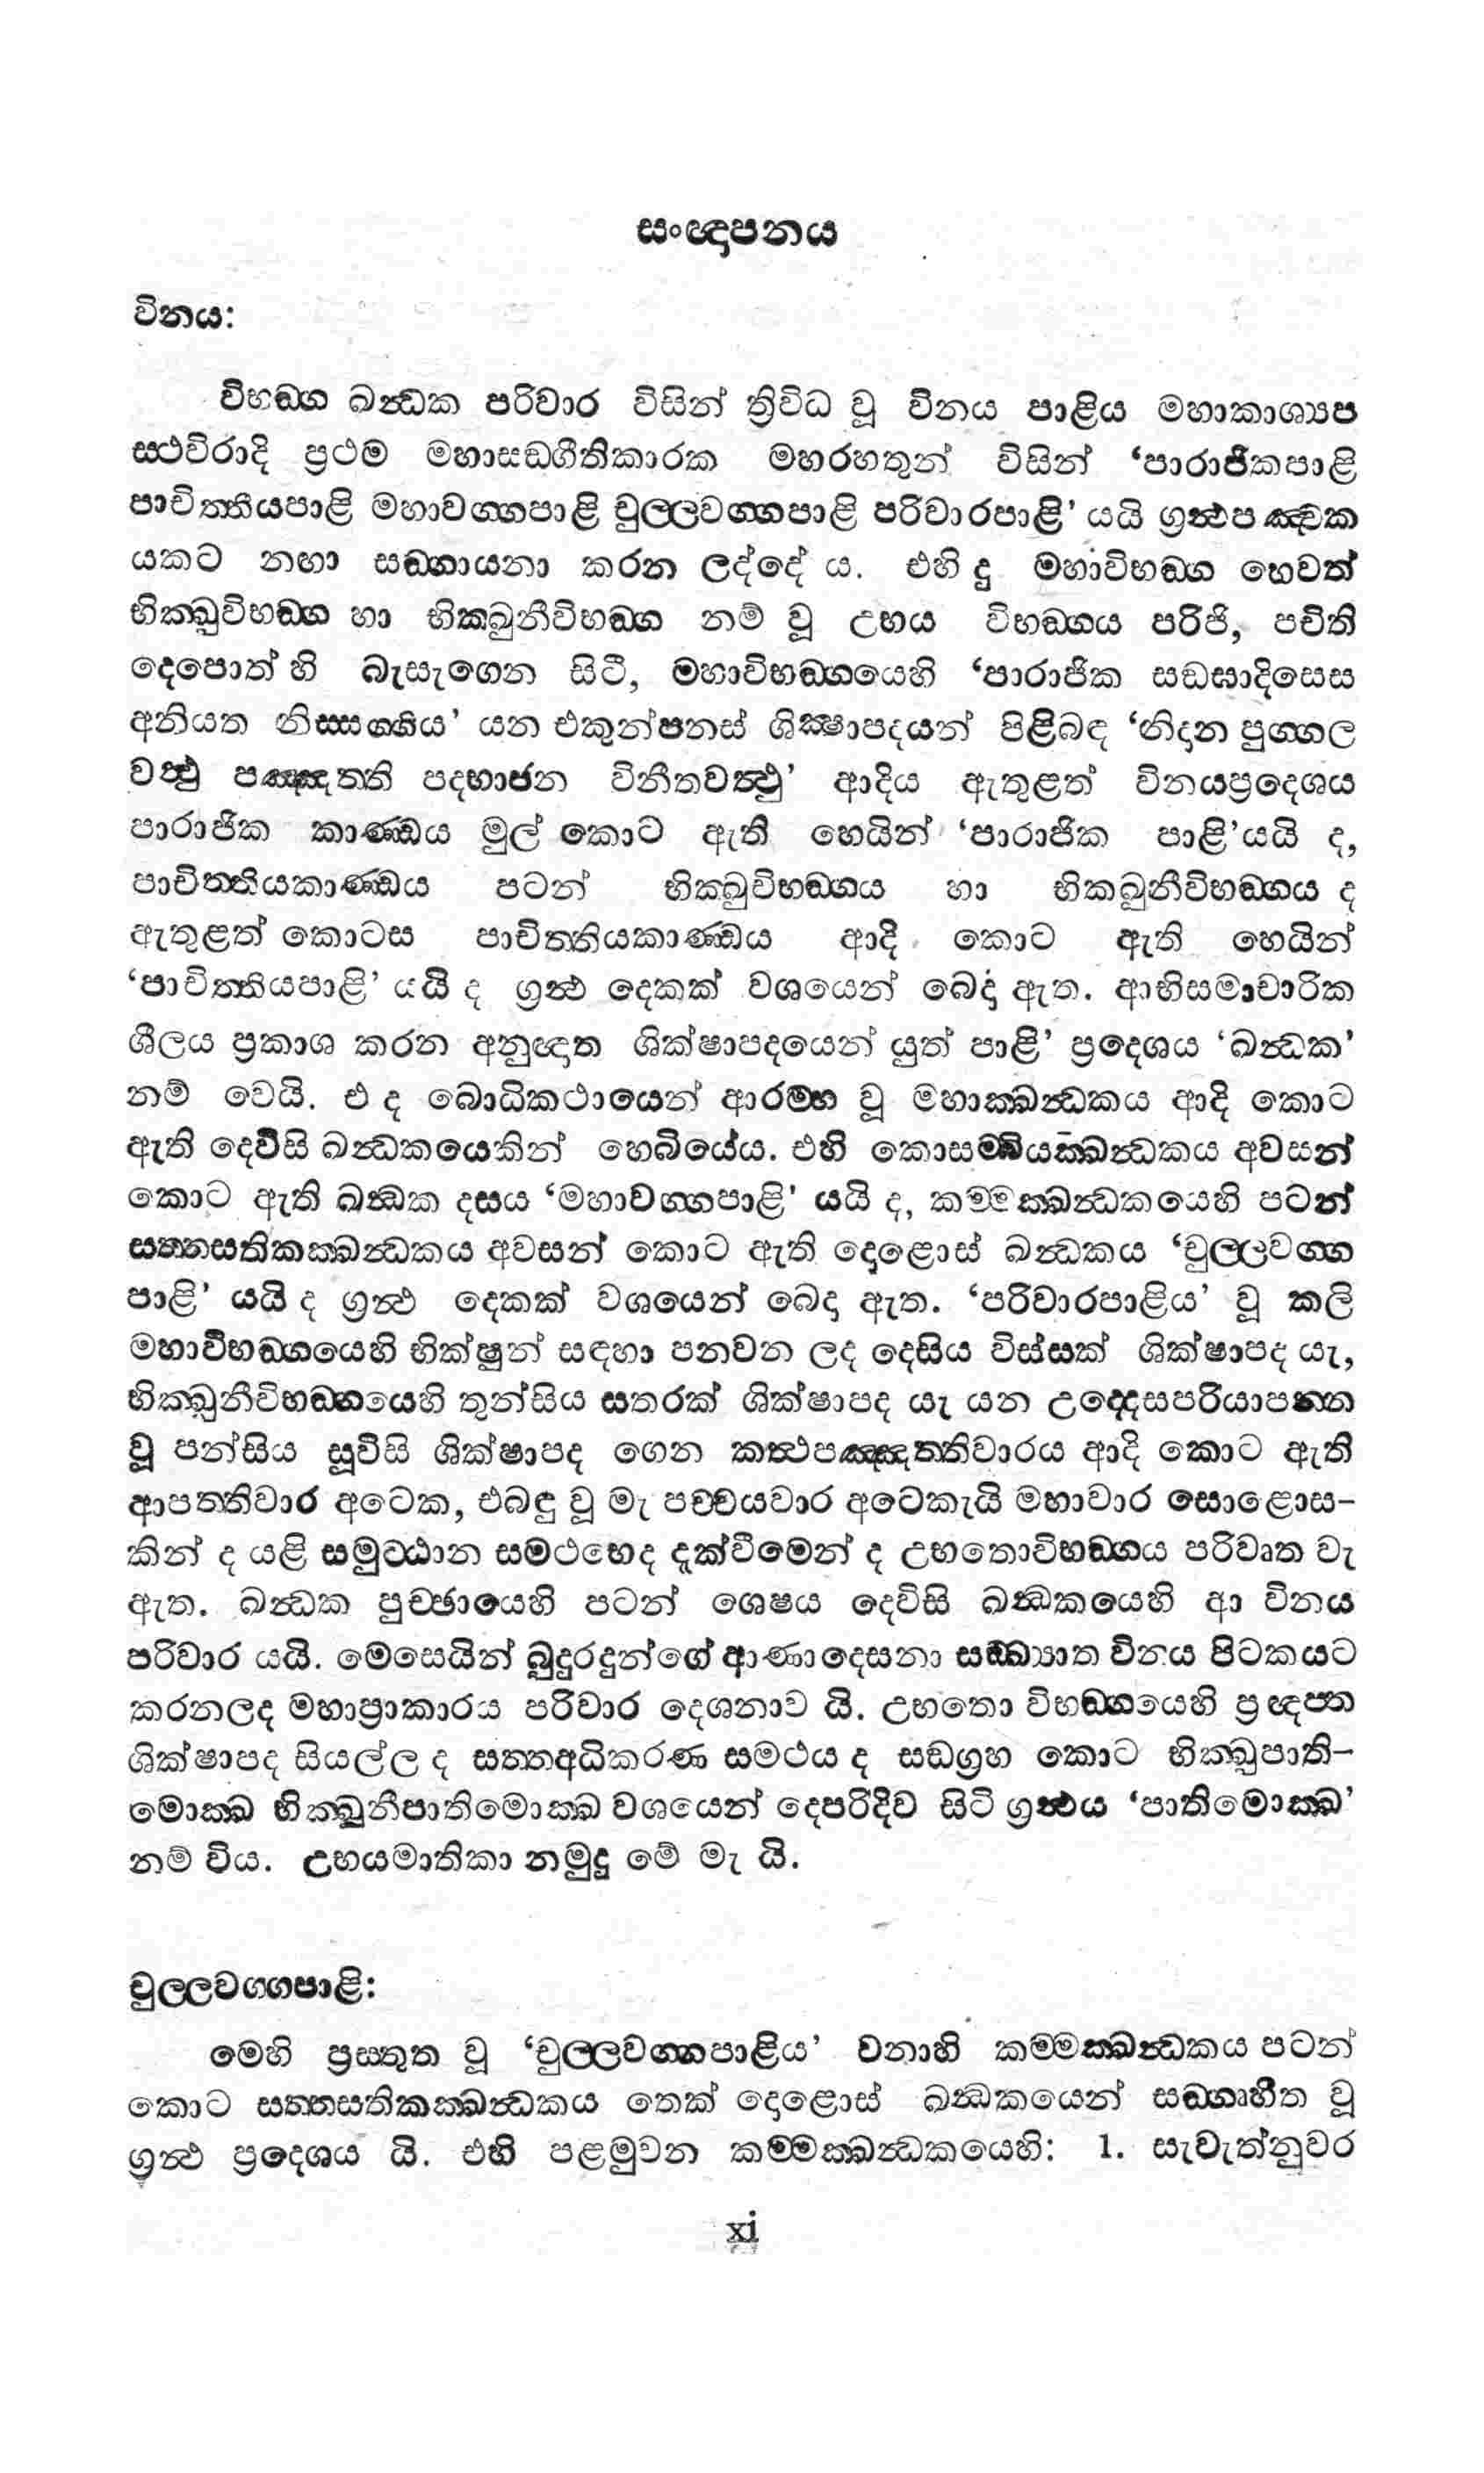 සංඥාපනය
විනය:
විභඞ්ග ඛන්ධක පරිවාර විසින් ත්‍රිවිධ වූ විනය පාළිය මහාකාශ්‍යප
ස්ථවිරාදි ප්‍රථම මහාසඞගීතිකාරක මහරහතුන් විසින් ‘පාරාජිකපාළි
පාචිත්තියපාළි මහාවග්ගපාළි චුල්ලවග්ගපාළි පරිවාරපාළි’ යයි ග්‍රන්ථපඤ්චක
යකට නඟා සඞ්ගායනා කරන ලද්දේ ය. එහි දු මහාවිභඞ්ග හෙවත්
භික්ඛුවිභඞ්ග හා භික්ඛුනීවිභඞ්ග නම් වූ උභය විභඞ්ගය පරිජි, පචිති
දෙපොත් හි බැසැගෙන සිටී, මහාවිභඞ්ගයෙහි ‘පාරාජික සඞඝාදිසෙස
අනියත නිස්සග්ගිය’ යන එකුන්පනස් ශික්‍ෂාපදයන් පිළිබඳ ‘නිදාන පුග්ගල
වත්ථු පඤ්ඤත්ති පදභාජන විනීතවත්ථු’ ආදිය ඇතුළත් විනයප්‍රදෙශය
පාරාජික කාණ්ඩය මුල් කොට ඇති හෙයින් ‘පාරාජික පාළි’යයි ද,
පාචිත්තියකාණ්ඩය පටන් භික්ඛුවිභඞ්ගය හා භික්ඛුනීවිභඞ්ගය ද
ඇතුළත් කොටස පාචිත්තියකාණ්ඩය ආදි කොට ඇති හෙයින්
‘පාචිත්තියපාළි’ යයි ද ග්‍රන්ථ දෙකක් වශයෙන් බෙදා ඇත. ආභිසමාචාරික
ශීලය ප්‍රකාශ කරන අනුඥාත ශික්ෂාපදයෙන් යුත් පාළි’ ප්‍රදෙශය ‘ඛන්ධක’
නම් වෙයි. එ ද බොධිකථායෙන් ආරම්භ වූ මහාක්ඛන්ධකය ආදි කොට
ඇති දෙවිසි ඛන්ධකයෙකින් හෙබියේය. එහි කොසම්බියක්ඛන්ධකය අවසන්
කොට ඇති ඛන්ධක දසය ‘මහාවග්ගපාළි’ යයි ද, කම්මක්ඛන්ධකයෙහි පටන්
සත්තසතිකක්ඛන්ධකය අවසන් කොට ඇති දොළොස් ඛන්ධකය ‘චුල්ලවග්ග
පාළි’ යයි ද ග්‍රන්ථ දෙකක් වශයෙන් බෙදා ඇත. ‘පරිවාරපාළිය’ වූ කලි
මහාවිභඞ්ගයෙහි භික්ෂුන් සඳහා පනවන ලද දෙසිය විස්සක් ශික්ෂාපද යැ,
භික්ඛුනීවිභඞ්ගයෙහි තුන්සිය සතරක් ශික්ෂාපද යැ යන උද්දෙසපරියාපන්න
වූ පන්සිය සූවිසි ශික්ෂාපද ගෙන කත්ථපඤ්ඤත්තිවාරය ආදි කොට ඇති
ආපත්තිවාර අටෙක, එබඳු වූ මැ පච්චයවාර අටෙකැයි මහාවාර සොළොස-
කින් ද යළි සමුට්ඨාන සමථභෙද දැක්වීමෙන් ද උභතොවිභඞ්ගය පරිවෘත වැ
ඇත. ඛන්ධක පුච්ඡායෙහි පටන් ශෙෂය දෙවිසි ඛන්ධකයෙහි ආ විනය
පරිවාර යයි. මෙසෙයින් බුදුරදුන්ගේ ආණාදෙසනා සඞ්ඛ්‍යාත විනය පිටකයට
කරනලද මහාප්‍රාකාරය පරිවාර දෙශනාව යි. උභතො විභඞ්ගයෙහි ප්‍රඥප්ත
ශික්ෂාපද සියල්ල ද සත්තඅධිකරණ සමථය ද සඞග්‍රහ කොට භික්ඛුපාති-
මොක්ඛ භික්ඛුනීපාතිමොක්ඛ වශයෙන් දෙපරිදිව සිටි ග්‍රන්ථය ‘පාතිමොක්ඛ’
නම් විය. උභයමාතිකා නමුදු මේ මැ යි.
චුල්ලවග්ගපාළි:
මෙහි ප්‍රස්තුත වූ ‘චුල්ලවග්ගපාළිය’ වනාහි කම්මක්ඛන්ධකය පටන්
කොට සත්තසතිකක්ඛන්ධකය තෙක් දොළොස් ඛන්ධකයෙන් සඞ්ගෘහීත වූ
ග්‍රන්ථ ප්‍රදෙශය යි. එහි පළමුවන කම්මක්ඛන්ධකයෙහි: 1. සැවැත්නුවර
xi